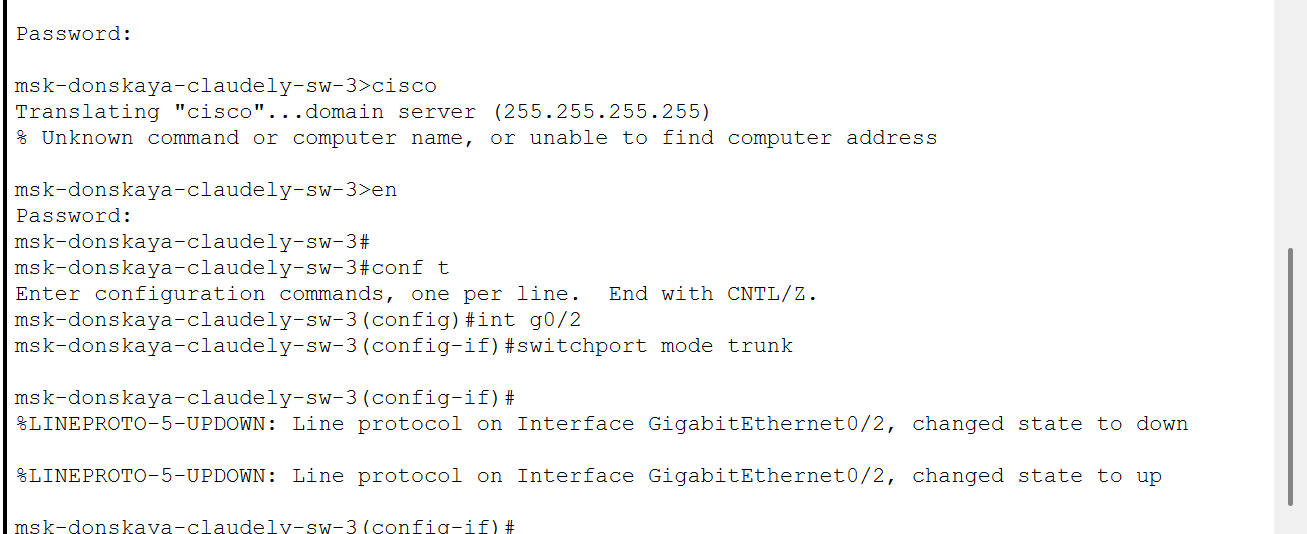 Password:
msk-donskaya-claudely-sw-3>cisco
Translating "cisco"...domain server (255.255.255.255)
% Unknown command or computer name, or unable to find computer address
msk-donskaya-claudely-sw-3>en
Password:
msk-donskaya-claudely-sw-3#
msk-donskaya-claudely-sw-3#conf t
Enter configuration commands, one per line.  End with CNTL/Z.
msk-donskaya-claudely-sw-3(config)#int g0/2
msk-donskaya-claudely-sw-3(config-if)#switchport mode trunk
msk-donskaya-claudely-sw-3(config-if)#
%LINEPROTO-5-UPDOWN: Line protocol on Interface GigabitEthernet0/2, changed state to down
%LINEPROTO-5-UPDOWN: Line protocol on Interface GigabitEthernet0/2, changed state to up
msk-donskaya-claudely-sw-3(config-if)#